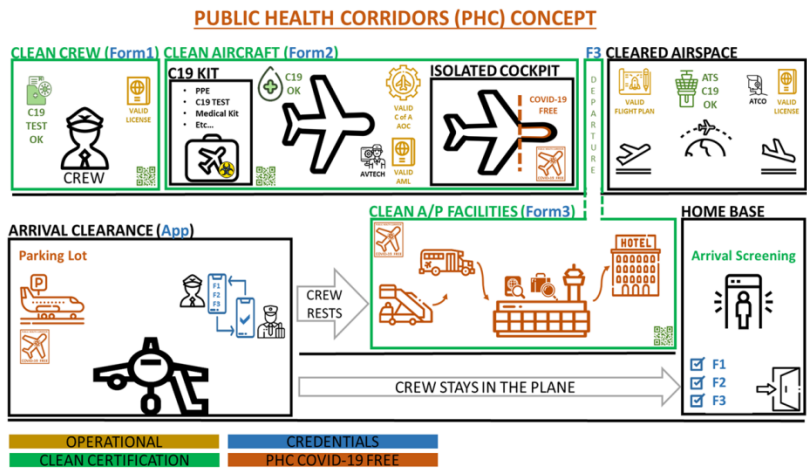 PUBLIC HEALTH CORRIDORS (PHC) CONCEPT
CLEAN CREW (Form1)
C19
TEST
OK
VALID
LICENSE
CREW
CLEAN AIRCRAFT (Form2)
C19 KIT
• PPE
• C19 TEST
• Medical Kit
• Etc...
C19
OK
VALID
C of A
AOC
AVTECH
VALID
AML
ISOLATED COCKPIT
COVID-19
FREE
F3
DEPARTURE
CLEARED AIRSPACE
VALID
FLIGHT PLAN
ATS
C19
OK
ATCO
VALID
LICENSE
ARRIVAL CLEARANCE (App)
Parking Lot
P
F1
F2
F3
CREW
RESTS
CLEAN A/P FACILITIES (Form3)
HOTEL
CREW STAYS IN THE PLANE
HOME BASE
Arrival Screening
F1
F2
F3
OPERATIONAL
CREDENTIALS
CLEAN CERTIFICATION
PHC COVID-19 FREE